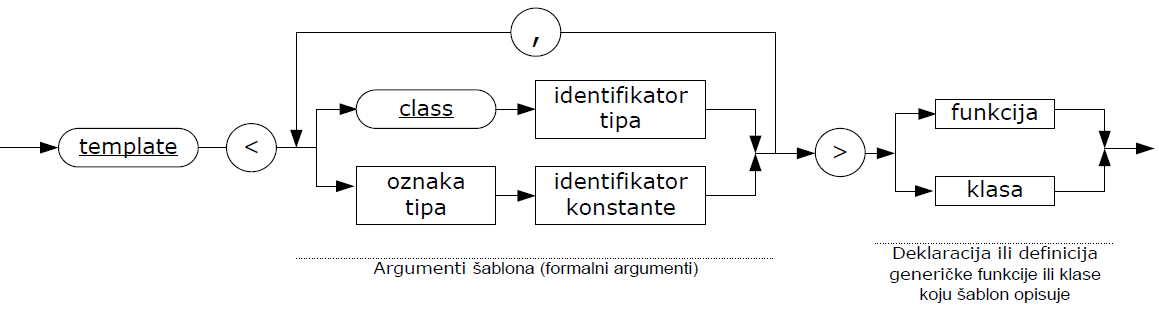 ,
template
<
class
identifikator
tipa
oznaka
tipa
identifikator
konstante
>
funkcija
klasa
Argumenti šablona (formalni argumenti)
Deklaracija ili definicija
generičke funkcije ili klase
koju šablon opisuje